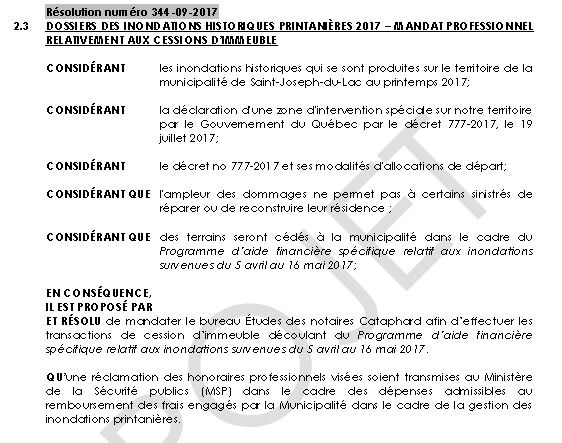 Résolution numéro 344-09-2017
2.3 DOSSIERS DES INONDATIONS HISTORIQUES PRINTANIÈRES 2017 – MANDAT PROFESSIONNEL
RELATIVEMENT AUX CESSIONS D'IMMEUBLE
CONSIDÉRANT les inondations historiques qui se sont produites sur le territoire de la
municipalité de Saint-Joseph-du-Lac au printemps 2017;
CONSIDÉRANT la déclaration d'une zone d'intervention spéciale sur notre territoire
par le Gouvernement du Québec par le décret 777-2017, le 19
juillet 2017;
CONSIDÉRANT le décret no 777-2017 et ses modalités d'allocations de départ;
CONSIDÉRANT QUE l'ampleur des dommages ne permet pas à certains sinistrés de
réparer ou de reconstruire leur résidence ;
CONSIDÉRANT QUE des terrains seront cédés à la municipalité dans le cadre du
Programme d'aide financière spécifique relatif aux inondations
survenues du 5 avril au 16 mai 2017;
EN CONSÉQUENCE,
IL EST PROPOSÉ PAR
ET RÉSOLU de mandater le bureau Études des notaires Cataphard afin d'effectuer les
transactions de cession d'immeuble découlant du Programme d'aide financière
spécifique relatif aux inondations survenues du 5 avril au 16 mai 2017.
QU'une réclamation des honoraires professionnels visées soient transmises au Ministère
de la Sécurité publics (MSP) dans le cadre des dépenses admissibles au
remboursement des frais engagés par la Municipalité dans le cadre de la gestion des
inondations printanières.
OJET